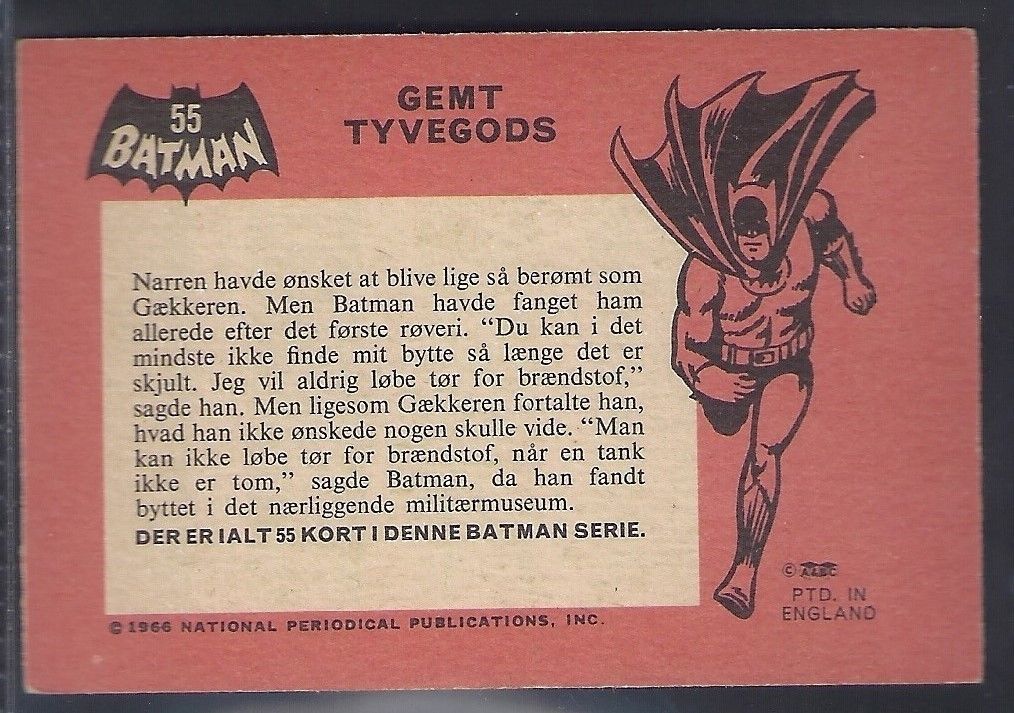 55
BATMAN
GEMT
TYVEGODS
Narren havde ønsket at blive lige så berømt som
Gækkeren. Men Batman havde fanget ham
allerede efter det første røveri. “Du kan i det
mindste ikke finde mit bytte så længe det er
skjult. Jeg vil aldrig løbe tør for brændstof,”
sagde han. Men ligesom Gækkeren fortalte han,
hvad han ikke ønskede nogen skulle vide. “Man
kan ikke løbe tør for brændstof, når en tank
ikke er tom,” sagde Batman, da han fandt
byttet i det nærliggende militærmuseum.
DER ER IALT 55 KORT I DENNE BATMAN SERIE.
© 1966 NATIONAL PERIODICAL PUBLICATIONS, INC.
© A&BC
PTD. IN
ENGLAND